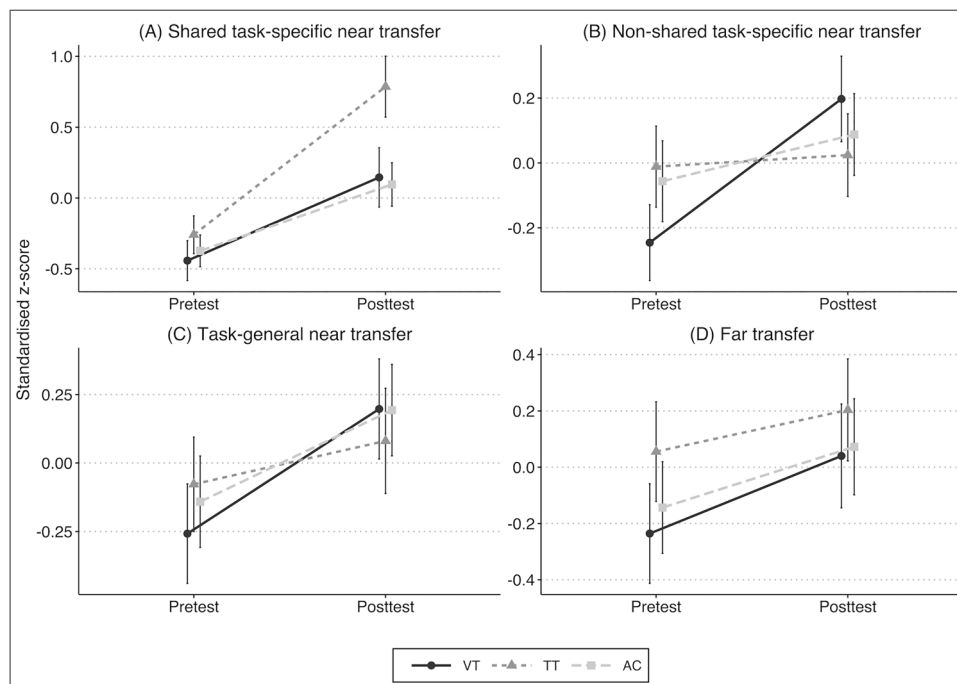 (A) Shared task-specific near transfer
(B) Non-shared task-specific near transfer
1.0
0.5
0.0
-0.5
0.2
0.0
-0.2
Pretest
Posttest
Pretest
Posttest
Standardised z-score
(C) Task-general near transfer
(D) Far transfer
0.25
0.00
-0.25
0.4
0.2
0.0
-0.2
-0.4
Pretest
Posttest
Pretest
Posttest
VT
TT
AC